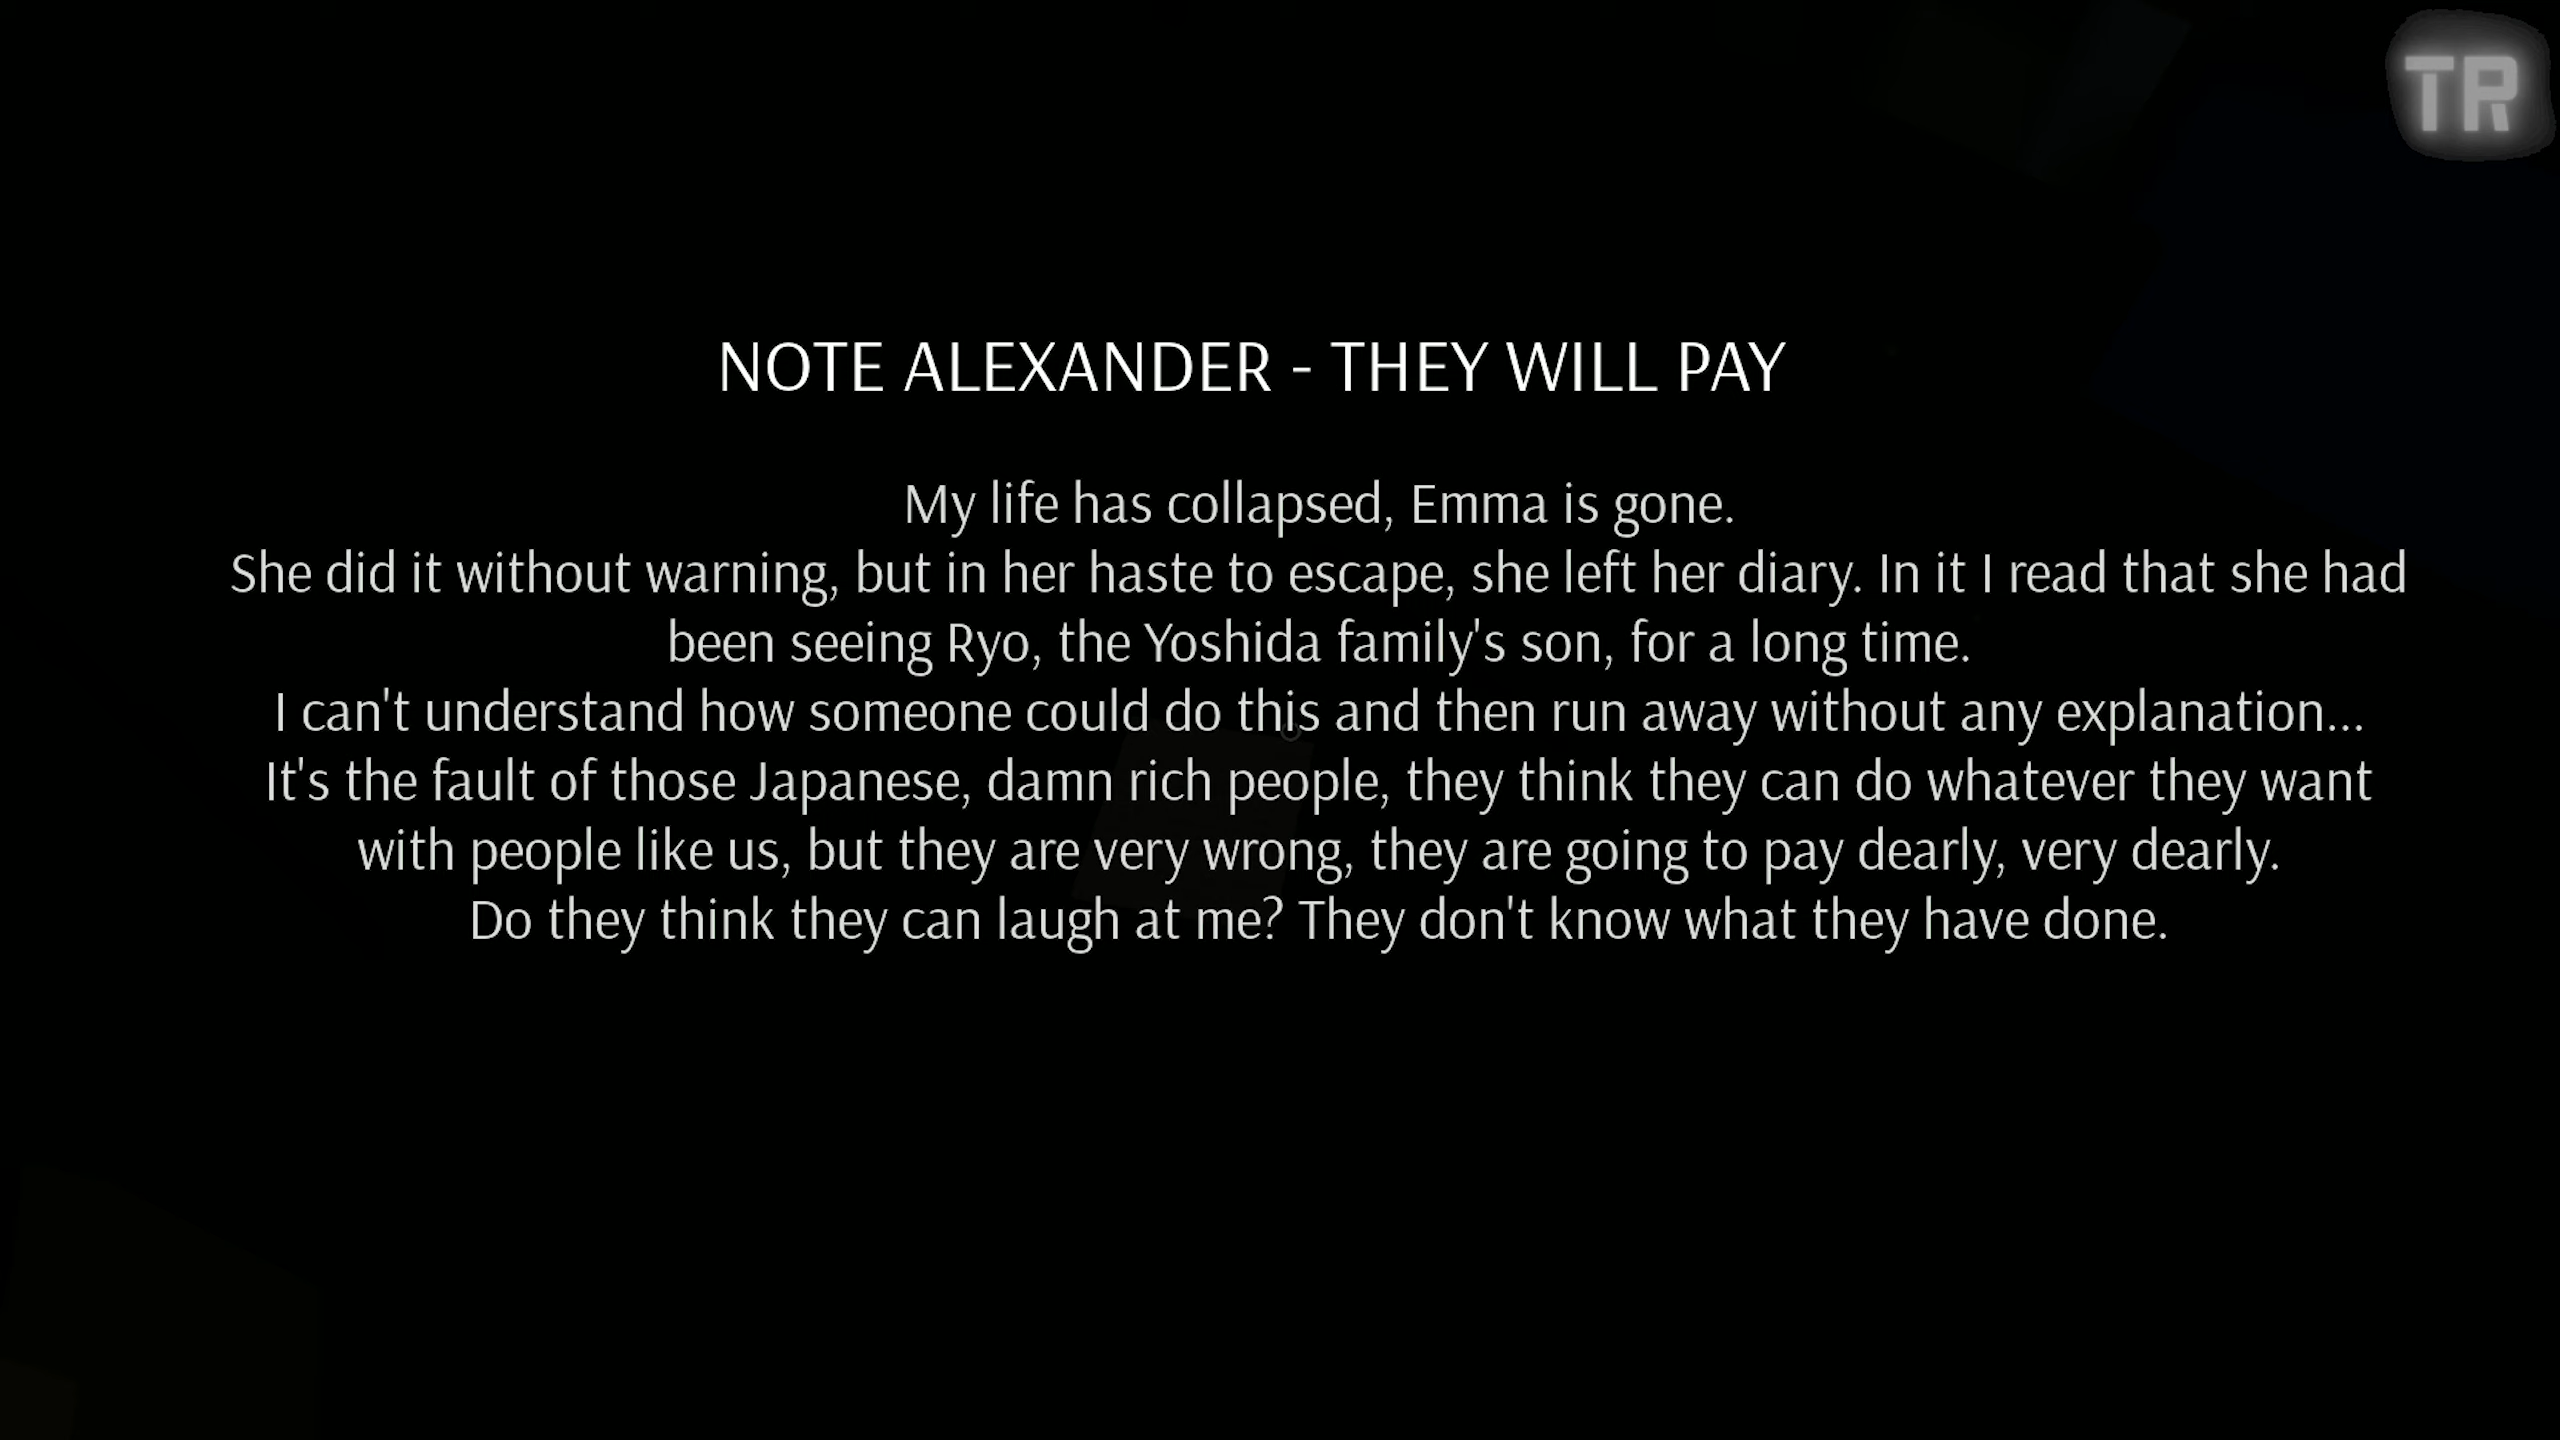 TR
NOTE ALEXANDER - THEY WILL PAY
My life has collapsed, Emma is gone.
She did it without warning, but in her haste to escape, she left her diary. In it I read that she had
been seeing Ryo, the Yoshida family's son, for a long time.
I can't understand how someone could do this and then run away without any explanation...
It's the fault of those Japanese, damn rich people, they think they can do whatever they want
with people like us, but they are very wrong, they are going to pay dearly, very dearly.
Do they think they can laugh at me? They don't know what they have done.